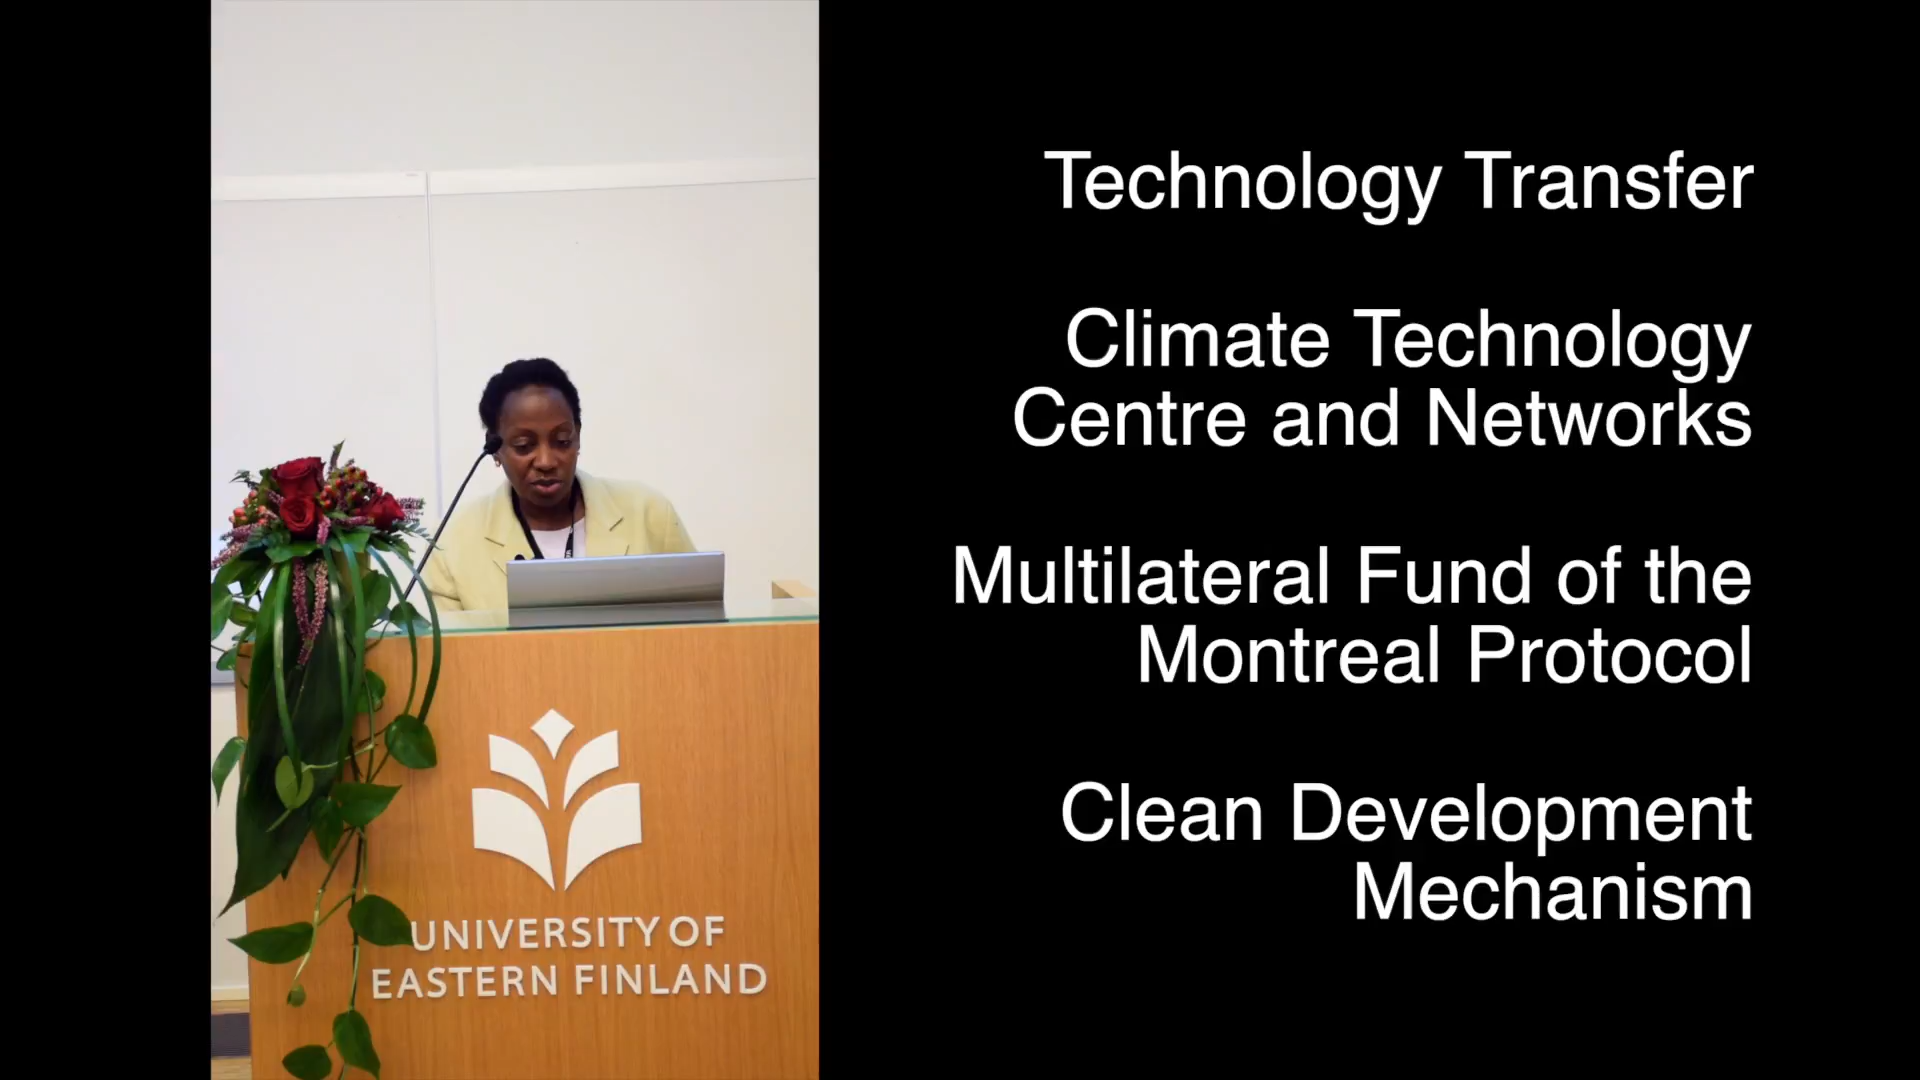 Technology Transfer
Climate Technology
Centre and Networks
Multilateral Fund of the
Montreal Protocol
Clean Development
Mechanism
UNIVERSITY OF
EASTERN FINLAND